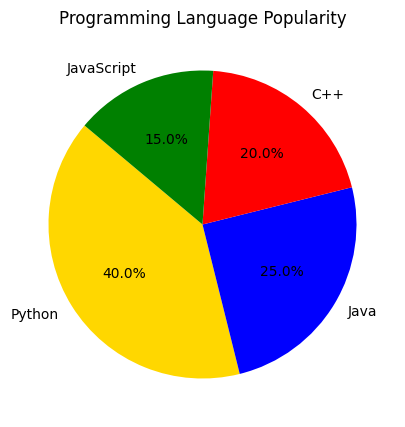 Programming Language Popularity
JavaScript
C++
15.0%
20.0%
40.0%
25.0%
Python
Java